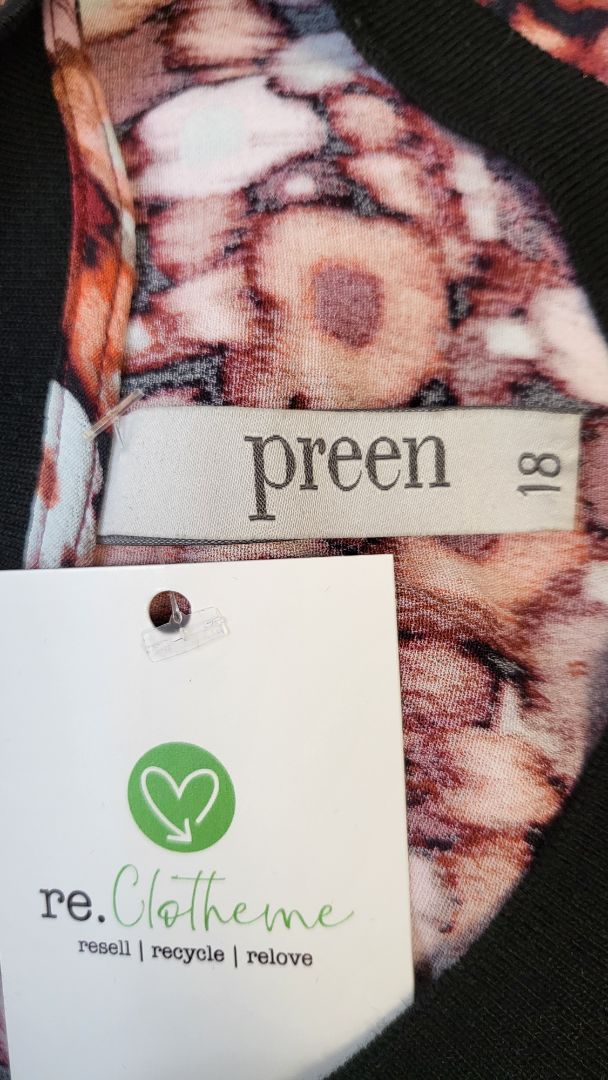 preen
18
re.Clotheme
resell | recycle | relove